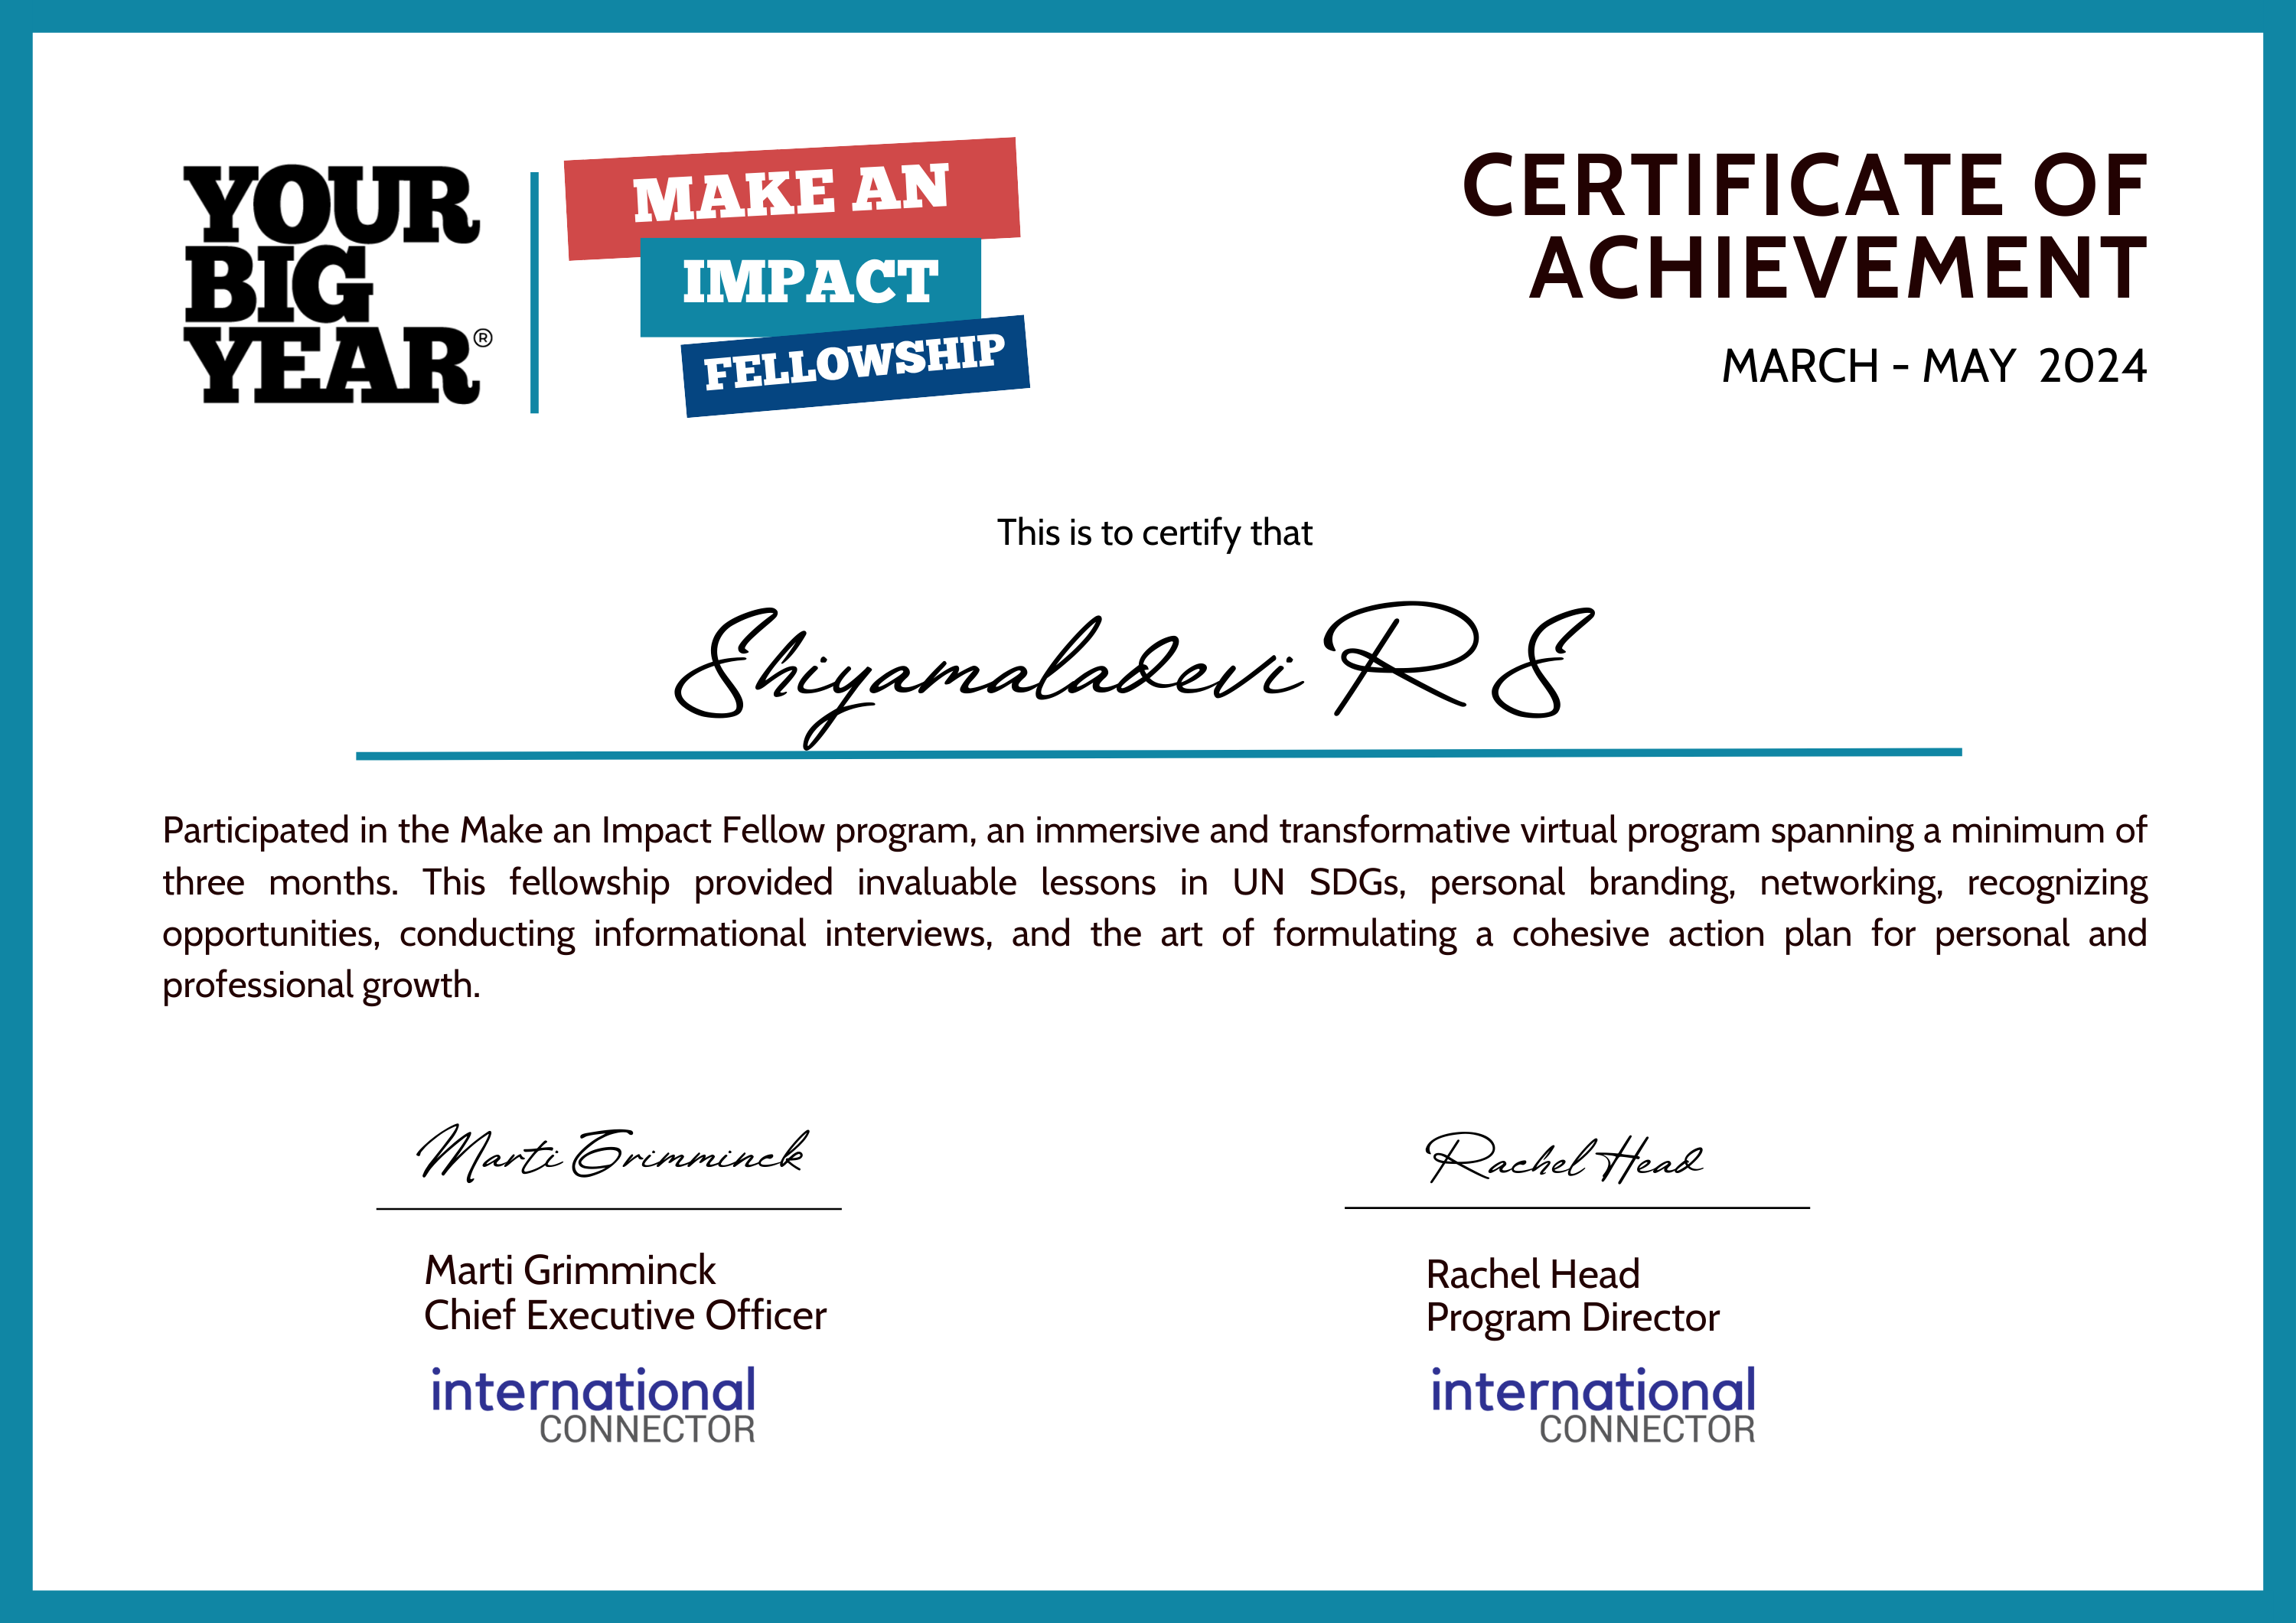 YOUR
BIG
YEAR®
MAKE AN
IMPACT
FELLOWSHIP
CERTIFICATE OF
ACHIEVEMENT
MARCH - MAY 2024
This is to certify that
Shiyamaladevi R S
Participated in the Make an Impact Fellow program, an immersive and transformative virtual program spanning a minimum of
three months. This fellowship provided invaluable lessons in UN SDGs, personal branding, networking, recognizing
opportunities, conducting informational interviews, and the art of formulating a cohesive action plan for personal and
professional growth.
Marti Grimminck
Marti Grimminck
Chief Executive Officer
international
CONNECTOR
Rachel Head
Rachel Head
Program Director
international
CONNECTOR